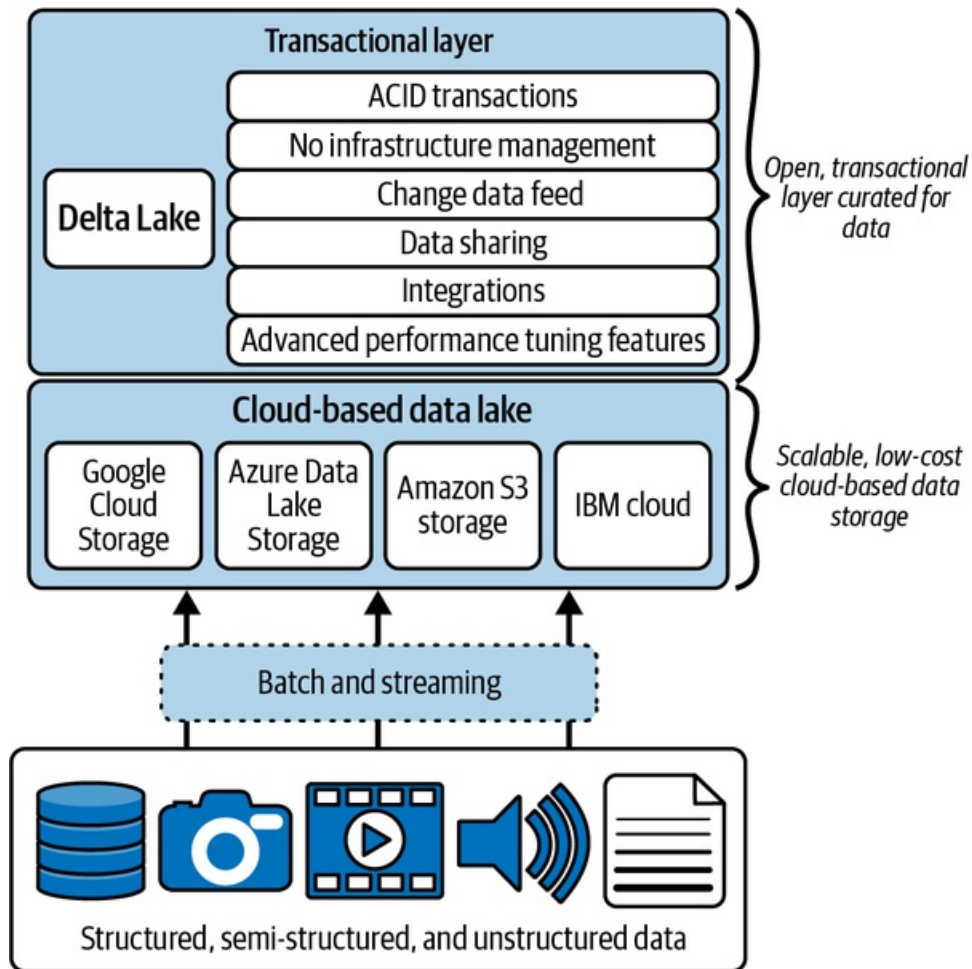 Transactional layer
ACID transactions
No infrastructure management
Change data feed
Delta Lake
Data sharing
Integrations
Advanced performance tuning features
Open, transactional
layer curated for
data
Cloud-based data lake
Google
Cloud
Storage
Azure Data
Lake
Storage
Amazon S3
storage
IBM cloud
Scalable, low-cost
cloud-based data
storage
Batch and streaming
Structured, semi-structured, and unstructured data